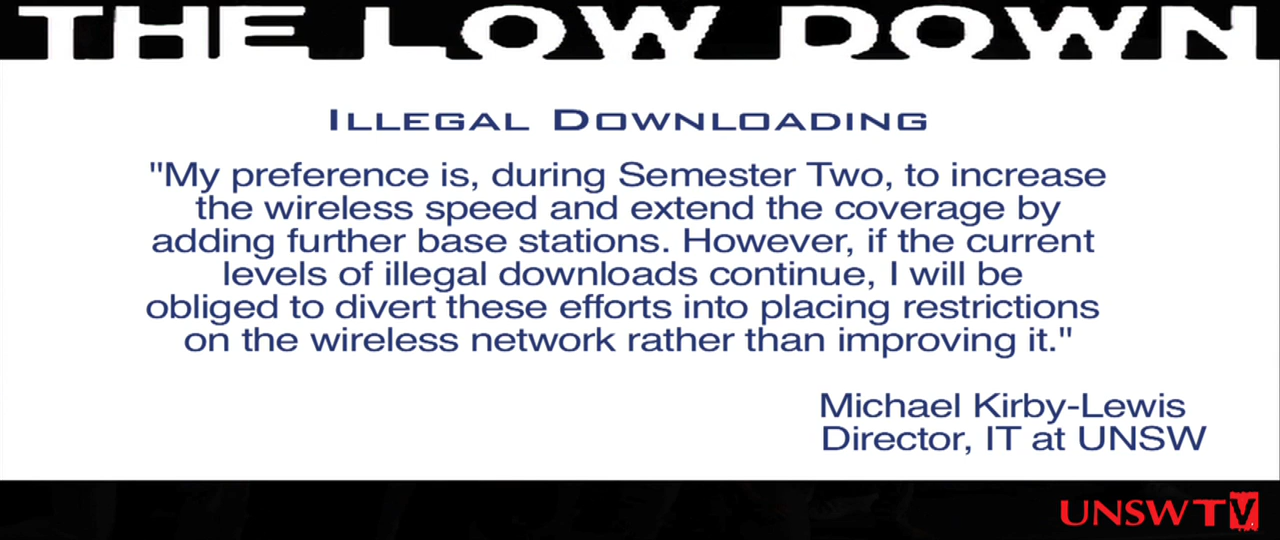 THE LOW DOWN
ILLEGAL DOWNLOADING
"My preference is, during Semester Two, to increase
the wireless speed and extend the coverage by
adding further base stations. However, if the current
levels of illegal downloads continue, I will be
obliged to divert these efforts into placing restrictions
on the wireless network rather than improving it."
Michael Kirby-Lewis
Director, IT at UNSW
UNSWTV